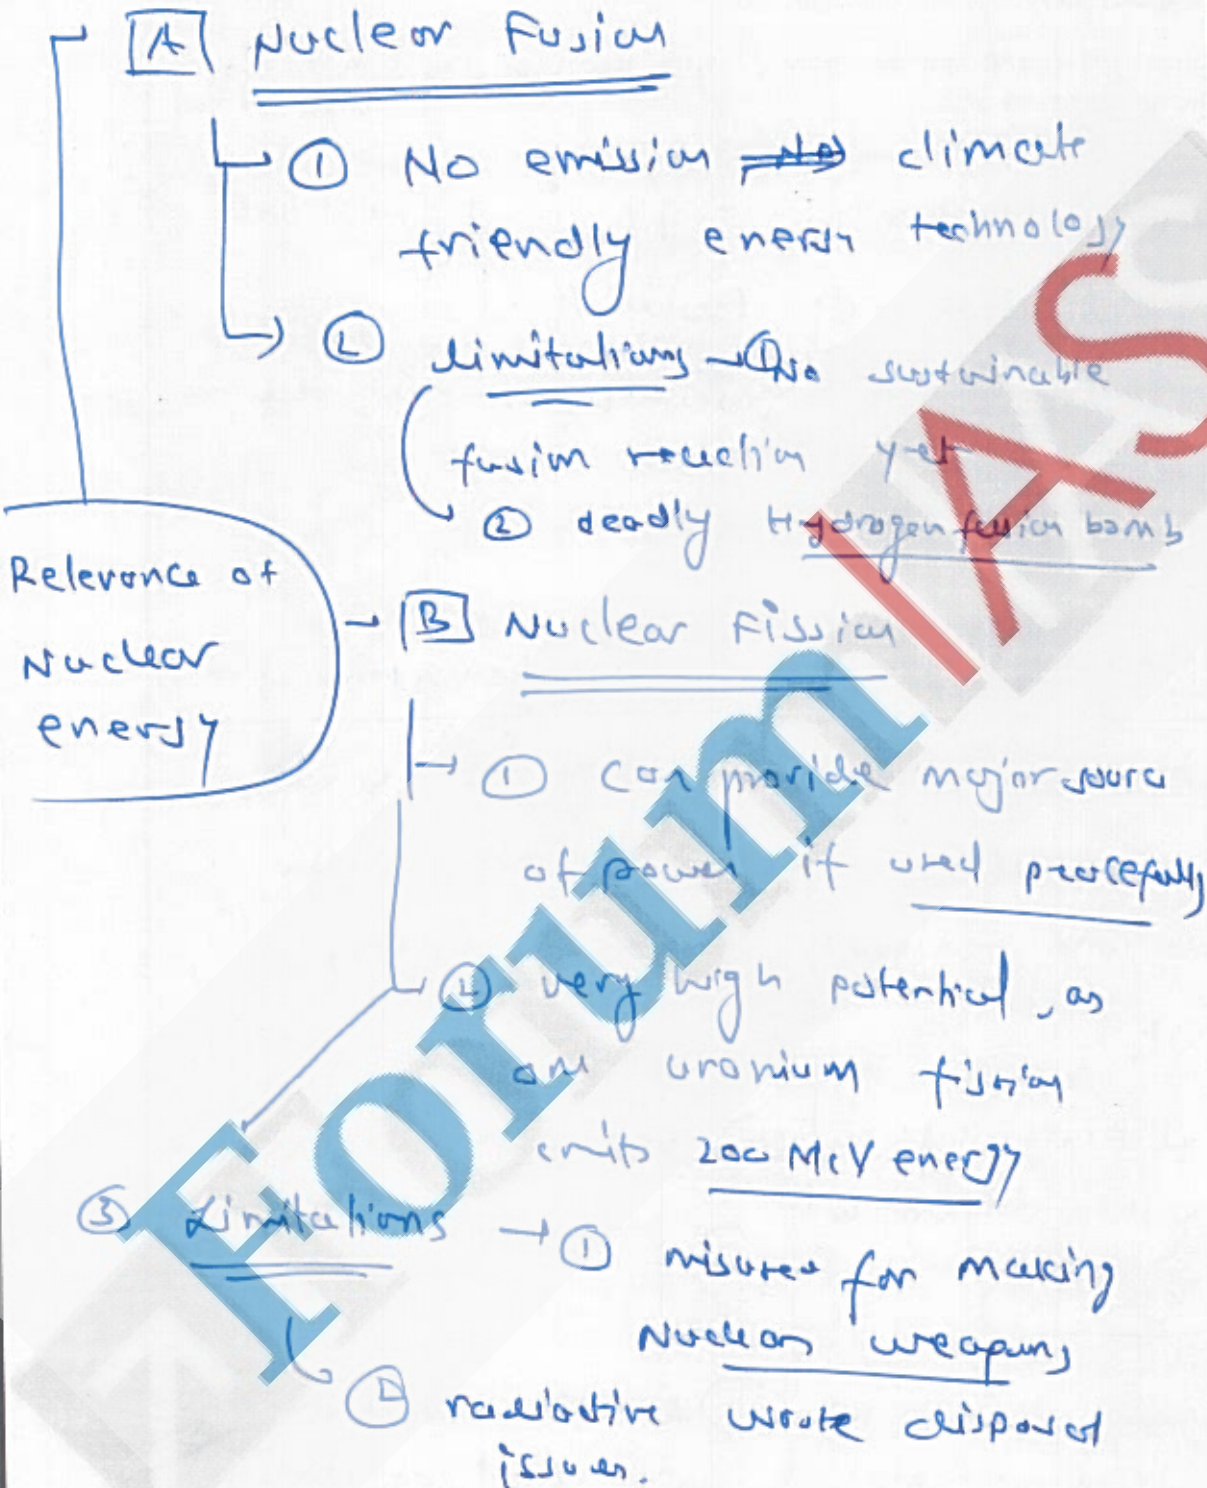 A Nuclear Fusion
① No emission climate
friendly energy technology
② limitations → ① No sustainable
fusion reaction yet
② deadly Hydrogen fusion bomb
Relevance of
Nuclear
energy
B Nuclear Fission
① Can provide major source
of power if used peacefully
② very high potential, as
one uranium fission
emits 200 MeV energy
③ Limitations → ① misuse for making
Nuclear weapons
② radioactive waste disposal
issues.
Forum IAS